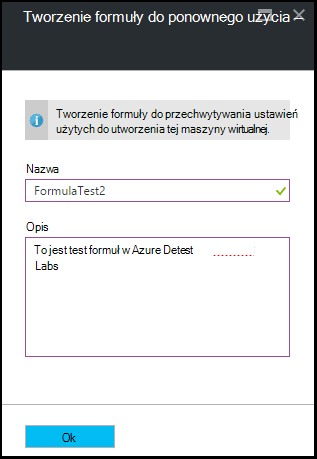 Tworzenie formuły do ponownego użycia –
Tworzenie formuły do przechwytywania ustawień
użytych do utworzenia tej maszyny wirtualnej.
Nazwa
FormulaTest2
Opis
To jest test formuł w Azure Detest
Labs
Ok